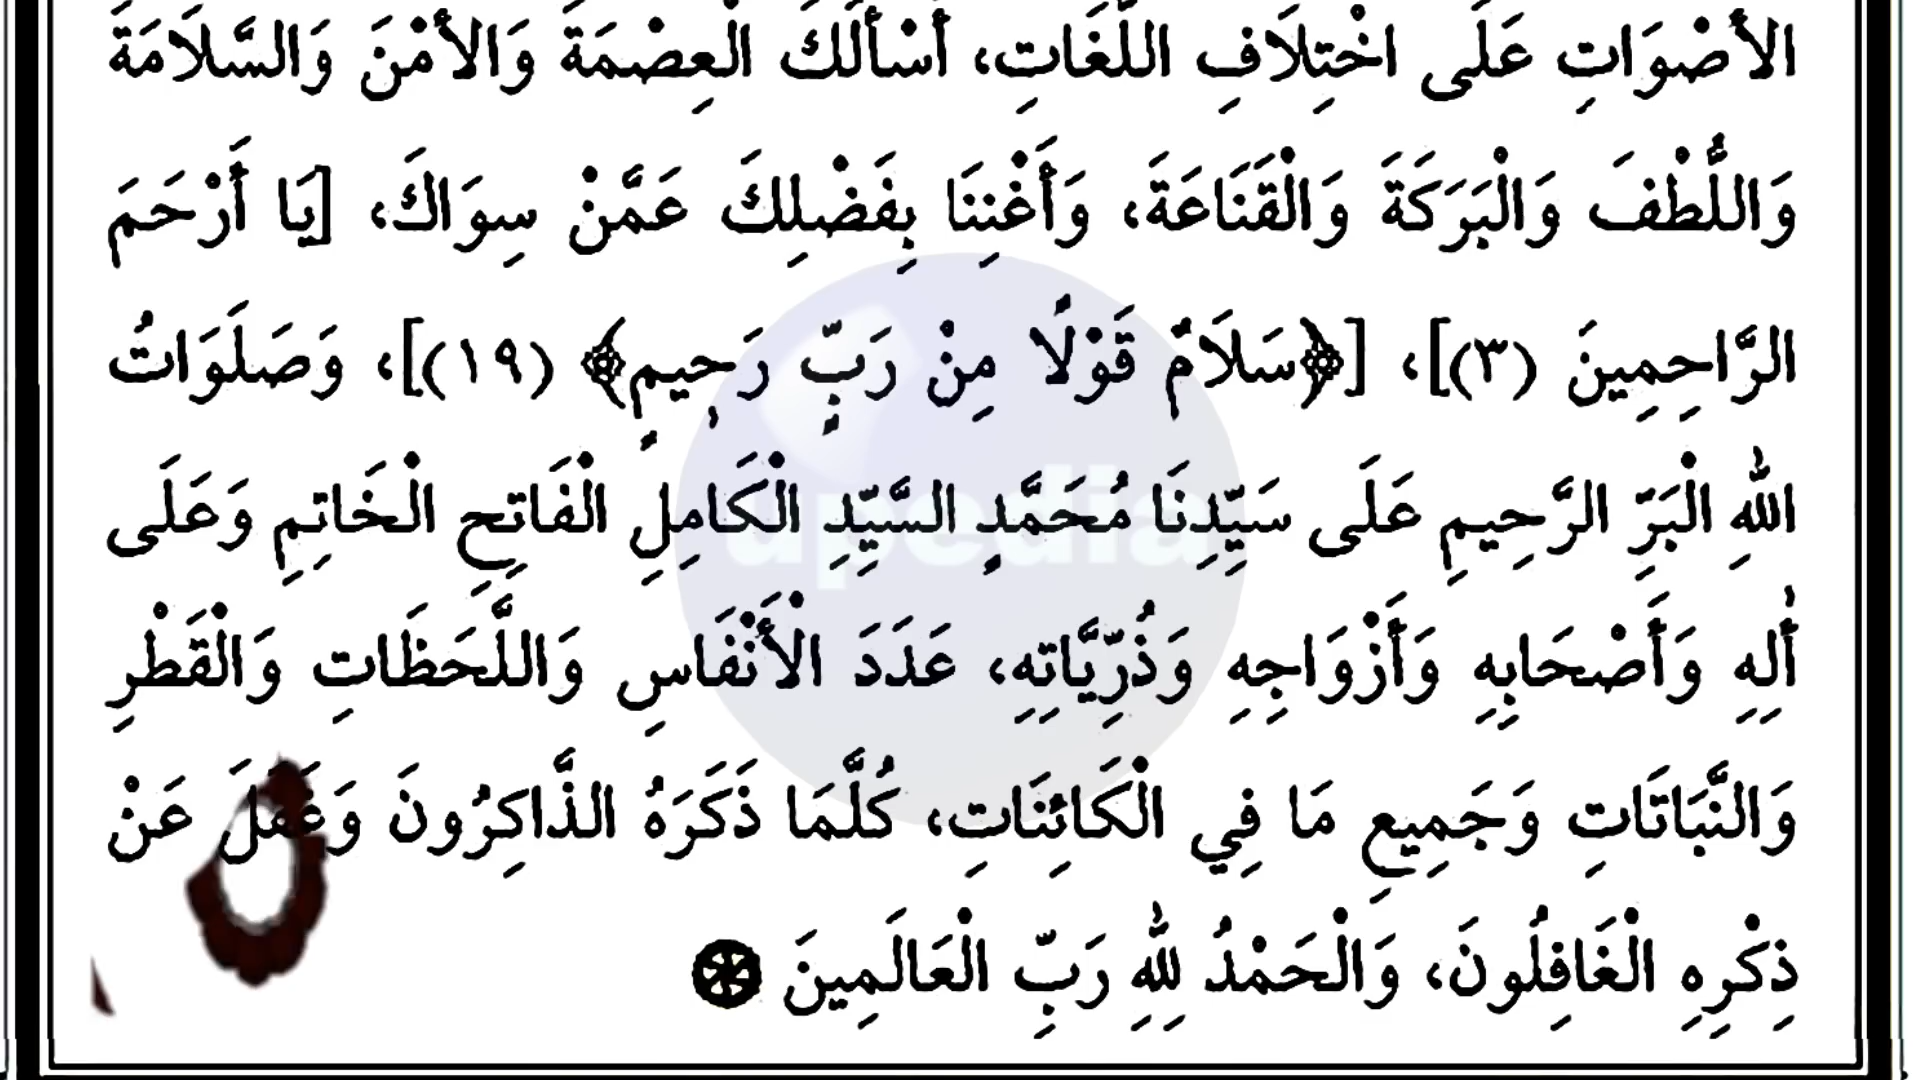 الأَصْوَاتِ عَلَى اخْتِلَافِ اللُّغَاتِ، أَسْأَلُكَ الْعِصْمَةَ وَالأَمْنَ وَالسَّلَامَةَ
وَاللُّطْفَ وَالْبَرَكَةَ وَالْقَنَاعَةَ، وَأَغْنِنَا بِفَضْلِكَ عَمَّنْ سِوَاكَ، [يَا أَرْحَمَ
الرَّاحِمِينَ (٣)]، [﴿سَلَامٌ قَوْلًا مِنْ رَبٍّ رَحِيمٍ﴾ (١٩)]، وَصَلَوَاتُ
اللهِ الْبَرِّ الرَّحِيمِ عَلَى سَيِّدِنَا مُحَمَّدٍ السَّيِّدِ الْكَامِلِ الْفَاتِحِ الْخَاتِمِ وَعَلَى
أٰلِهِ وَأَصْحَابِهِ وَأَزْوَاجِهِ وَذُرِّيَّاتِهِ، عَدَدَ الْأَنْفَاسِ وَاللَّحَظَاتِ وَالْقَطْرِ
وَالنَّبَاتَاتِ وَجَمِيعِ مَا فِي الْكَائِنَاتِ، كُلَّمَا ذَكَرَهُ الذَّاكِرُونَ وَغَفَلَ عَنْ
ذِكْرِهِ الْغَافِلُونَ، وَالْحَمْدُ لِلّٰهِ رَبِّ الْعَالَمِينَ
upedia